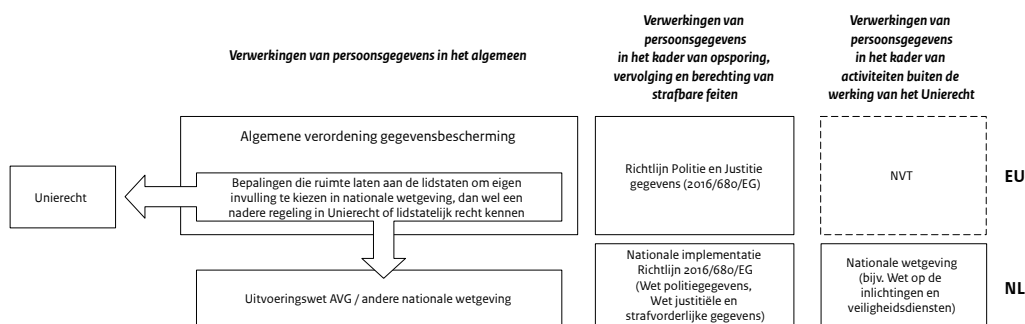 Verwerkingen van persoonsgegevens in het algemeen
Verwerkingen van
persoonsgegevens
in het kader van opsporing,
vervolging en berechting van
strafbare feiten
Verwerkingen van
persoonsgegevens
in het kader van
activiteiten buiten de
werking van het Unierecht
Algemene verordening gegevensbescherming
Unierecht
Bepalingen die ruimte laten aan de lidstaten om eigen
invulling te kiezen in nationale wetgeving, dan wel een
nadere regeling in Unierecht of lidstatelijk recht kennen
Richtlijn Politie en Justitie
gegevens (2016/680/EG)
NVT
EU
Uitvoeringswet AVG / andere nationale wetgeving
Nationale implementatie
Richtlijn 2016/680/EG
(Wet politiegegevens,
Wet justitiële en
strafvorderlijke gegevens)
Nationale wetgeving
(bijv. Wet op de
inlichtingen en
veiligheidsdiensten)
NL